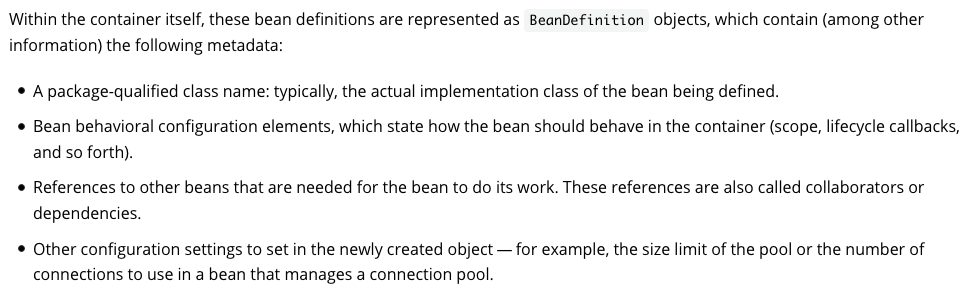 Within the container itself, these bean definitions are represented as BeanDefinition objects, which contain (among other
information) the following metadata:
• A package-qualified class name: typically, the actual implementation class of the bean being defined.
• Bean behavioral configuration elements, which state how the bean should behave in the container (scope, lifecycle callbacks,
and so forth).
• References to other beans that are needed for the bean to do its work. These references are also called collaborators or
dependencies.
• Other configuration settings to set in the newly created object — for example, the size limit of the pool or the number of
connections to use in a bean that manages a connection pool.